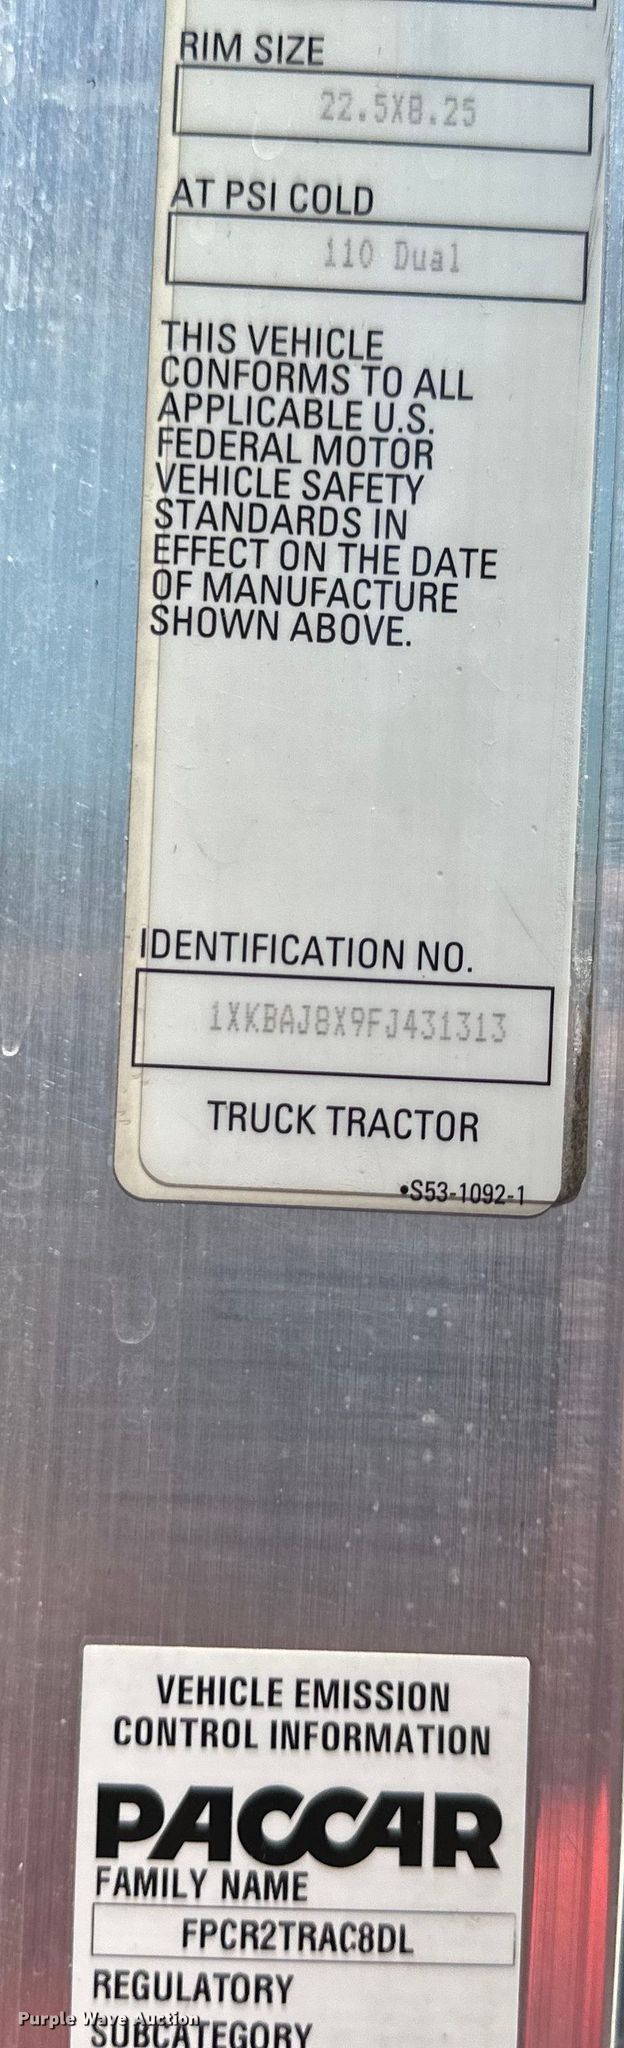 RIM SIZE
22.5X8.25
AT PSI COLD
110 Dual
THIS VEHICLE
CONFORMS TO ALL
APPLICABLE U.S.
FEDERAL MOTOR
VEHICLE SAFETY
STANDARDS IN
EFFECT ON THE DATE
OF MANUFACTURE
SHOWN ABOVE.
IDENTIFICATION NO.
1XKBAJ8X9FJ431313
TRUCK TRACTOR
•S53-1092-1
VEHICLE EMISSION
CONTROL INFORMATION
PACCAR
FAMILY NAME
FPCR2TRAC8DL
REGULATORY
SUBCATEGORY
Purple Wave Auction